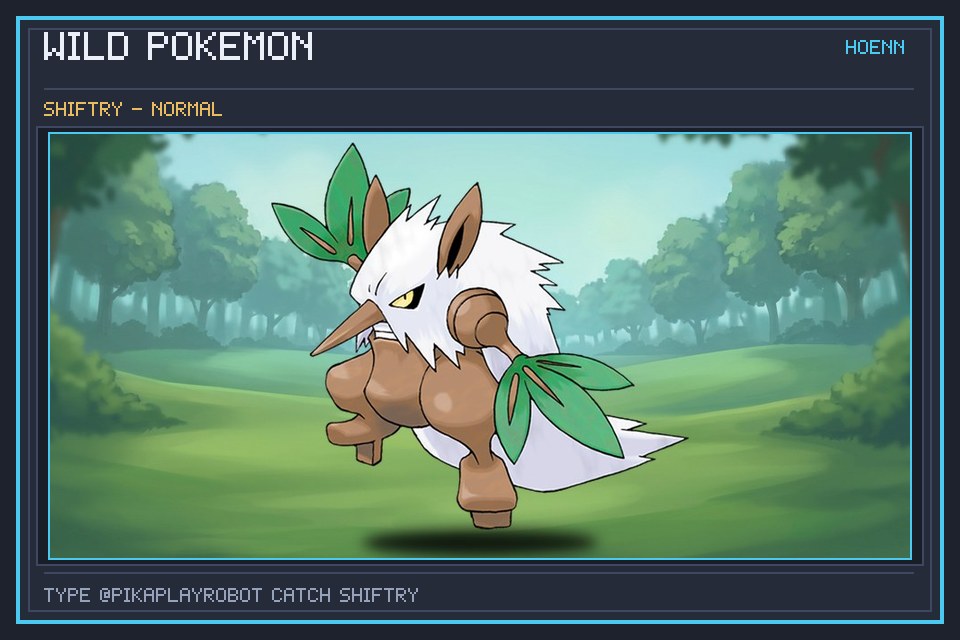 WILD POKEMON
HOENN
SHIFTRY - NORMAL
TYPE @PIKAPLAYROBOT CATCH SHIFTRY